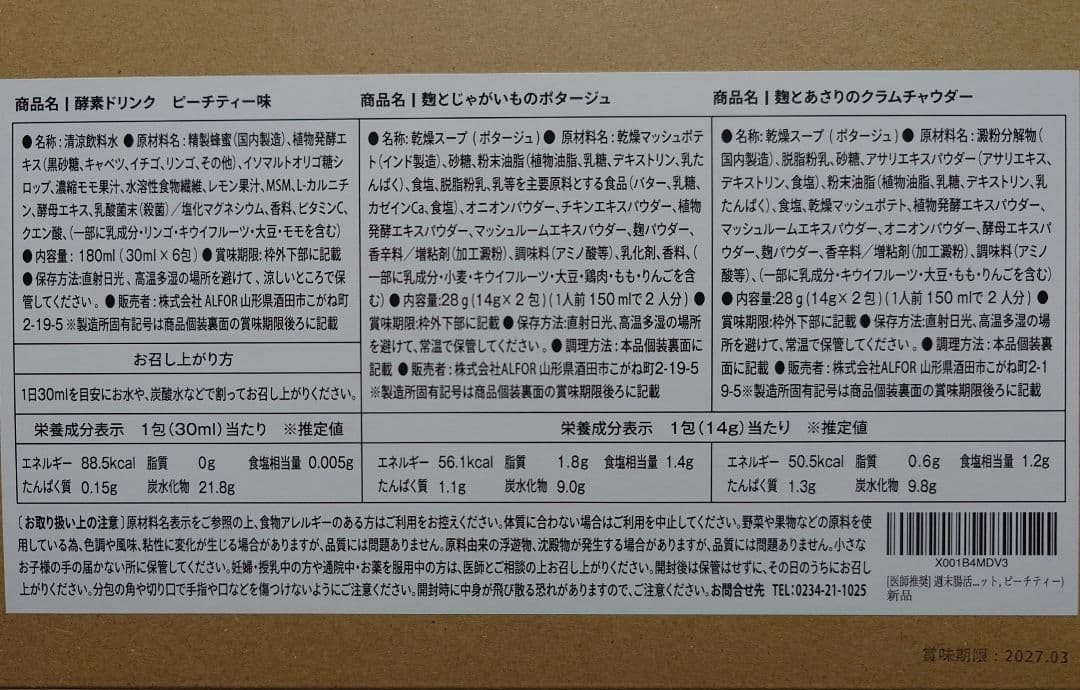 商品名 | 酵素ドリンク ピーチティー味
●名称:清涼飲料水 ●原材料名:精製蜂蜜(国内製造)、植物発酵エ
キス(黒砂糖、キャベツ、イチゴ、リンゴ、その他)、イソマルトオリゴ糖シ
ロップ、濃縮モモ果汁、水溶性食物繊維、レモン果汁、MSM、L-カルニチ
ン、酵母エキス、乳酸菌末(殺菌)/塩化マグネシウム、香料、ビタミンC、
クエン酸、(一部に乳成分・リンゴ・キウイフルーツ・大豆・モモを含む)
●内容量:180ml(30ml×6包) ●賞味期限:枠外下部に記載
●保存方法:直射日光、高温多湿の場所を避けて、涼しいところで保
管してください。●販売者:株式会社 ALFOR 山形県酒田市こがね町
2-19-5 ※製造所固有記号は商品個装裏面の賞味期限後ろに記載
お召し上がり方
1日30mlを目安にお水や、炭酸水などで割ってお召し上がりください。
栄養成分表示 1包(30ml)当たり ※推定値
エネルギー 88.5kcal 脂質 0g 食塩相当量 0.005g
たんぱく質 0.15g 炭水化物 21.8g
商品名 | 麹とじゃがいものポタージュ
●名称:乾燥スープ(ポタージュ)● 原材料名:乾燥マッシュポテ
ト(インド製造)、砂糖、粉末油脂(植物油脂、乳糖、デキストリン、乳た
んぱく)、食塩、脱脂粉乳、乳等を主要原料とする食品(バター、乳糖、
カゼインCa、食塩)、オニオンパウダー、チキンエキスパウダー、植物
発酵エキスパウダー、マッシュルームエキスパウダー、麹パウダー、
香辛料/増粘剤(加工澱粉)、調味料(アミノ酸等)、乳化剤、香料、(
一部に乳成分・小麦・キウイフルーツ・大豆・鶏肉・もも・りんごを含
む)●内容量:28g(14g×2包)(1人前150mlで2人分)●
賞味期限:枠外下部に記載 ● 保存方法:直射日光、高温多湿の場所
を避けて、常温で保管してください。● 調理方法:本品個装裏面に
記載 ● 販売者:株式会社ALFOR 山形県酒田市こがね町2-19-5
※製造所固有記号は商品個装裏面の賞味期限後ろに記載
商品名 | 麹とあさりのクラムチャウダー
●名称:乾燥スープ(ポタージュ)● 原材料名:澱粉分解物(
国内製造)、脱脂粉乳、砂糖、アサリエキスパウダー(アサリエキス、
デキストリン、食塩)、粉末油脂(植物油脂、乳糖、デキストリン、乳
たんぱく)、食塩、乾燥マッシュポテト、植物発酵エキスパウダー、
マッシュルームエキスパウダー、オニオンパウダー、酵母エキスパ
ウダー、麹パウダー、香辛料/増粘剤(加工澱粉)、調味料(アミノ
酸等)、(一部に乳成分・キウイフルーツ・大豆・もも・りんごを含む)
●内容量:28g(14g×2包)(1人前150mlで2人分)●
賞味期限:枠外下部に記載 ● 保存方法:直射日光、高温多湿の場
所を避けて、常温で保管してください。● 調理方法:本品個装裏
面に記載 ● 販売者:株式会社ALFOR 山形県酒田市こがね町2-1
9-5※製造所固有記号は商品個装裏面の賞味期限後ろに記載
栄養成分表示 1包(14g)当たり ※推定値
エネルギー 56.1kcal 脂質 1.8g 食塩相当量 1.4g
たんぱく質 1.1g 炭水化物 9.0g
エネルギー 50.5kcal 脂質 0.6g 食塩相当量 1.2g
たんぱく質 1.3g 炭水化物 9.8g
〔お取り扱い上の注意〕原材料名表示をご参照の上、食物アレルギーのある方はご利用をお控えください。体質に合わない場合はご利用を中止してください。野菜や果物などの原料を使
用している為、色調や風味、粘性に変化が生じる場合がありますが、品質には問題ありません。原料由来の浮遊物、沈殿物が発生する場合がありますが、品質には問題ありません。小さな
お子様の手の届かない所に保管してください。妊婦・授乳中の方や通院中・お薬を服用中の方は、医師とご相談の上お召し上がりください。開封後は保管はせずに、その日のうちにお召し
上がりください。分包の角や切り口で手指や口などを傷つけないようにご注意ください。開封時に中身が飛び散る恐れがありますので、ご注意ください。お問合せ先 TEL:0234-21-1025
X001B4MDV3
[医師推奨] 週末腸活...ット, ピーチティー)
新品
賞味期限:2027.03